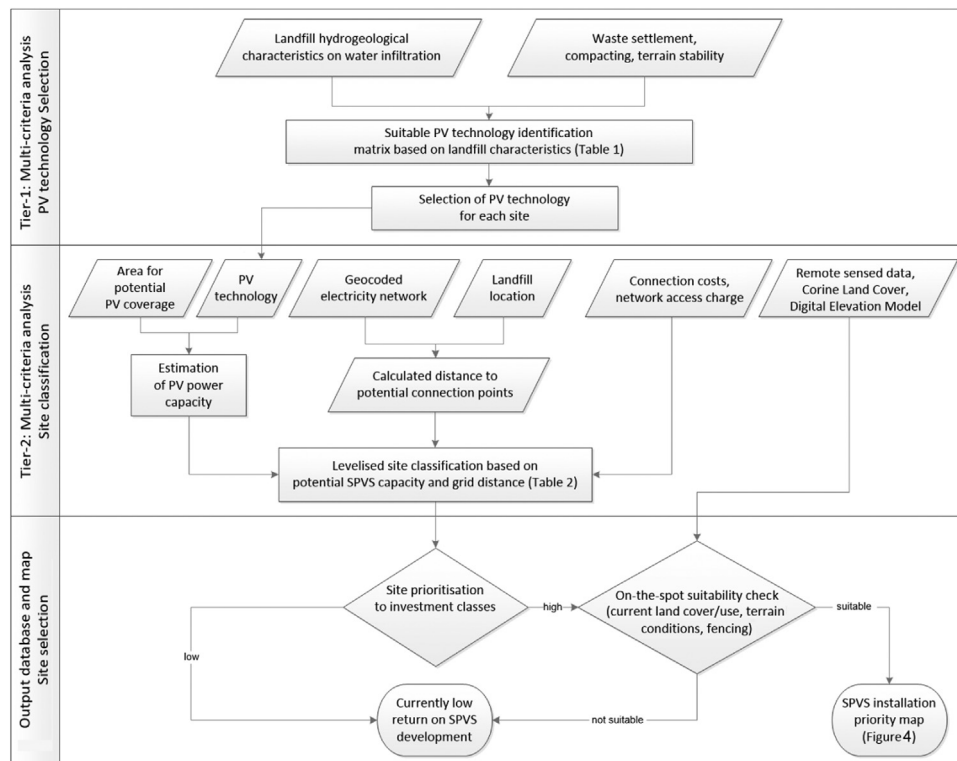 Tier-1: Multi-criteria analysis
PV technology Selection
Landfill hydrogeological
characteristics on water infiltration
Waste settlement,
compacting, terrain stability
Suitable PV technology identification
matrix based on landfill characteristics (Table 1)
Selection of PV technology
for each site
Tier-2: Multi-criteria analysis
Site classification
Area for
potential
PV coverage
PV
technology
Geocoded
electricity network
Landfill
location
Connection costs,
network access charge
Remote sensed data,
Corine Land Cover,
Digital Elevation Model
Estimation
of PV power
capacity
Calculated distance to
potential connection points
Levelised site classification based on
potential SPVS capacity and grid distance (Table 2)
Output database and map
Site selection
Site prioritisation
to investment classes
high
On-the-spot suitability check
(current land cover/use, terrain
conditions, fencing)
suitable
low
Currently low
return on SPVS
development
not suitable
SPVS installation
priority map
(Figure 4)